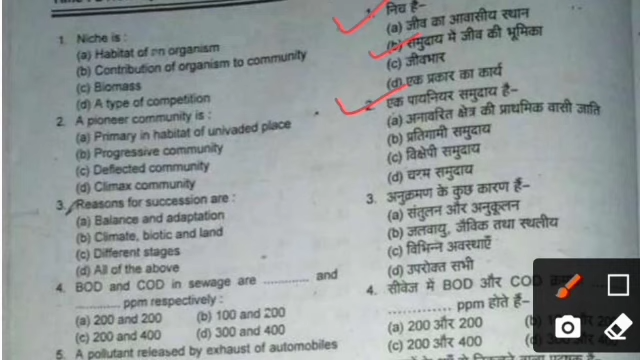 1. Niche is :
(a) Habitat of an organism
(b) Contribution of organism to community
(c) Biomass
(d) A type of competition
2. A pioneer community is :
(a) Primary in habitat of univaded place
(b) Progressive community
(c) Deflected community
(d) Climax community
3. Reasons for succession are :
(a) Balance and adaptation
(b) Climate, biotic and land
(c) Different stages
(d) All of the above
4. BOD and COD in sewage are ............ and
............ ppm respectively :
(a) 200 and 200 (b) 100 and 200
(c) 200 and 400 (d) 300 and 400
5. A pollutant released by exhaust of automobiles
1. निच है–
(a) जीव का आवासीय स्थान
(b) समुदाय में जीव की भूमिका
(c) जीवभार
(d) एक प्रकार का कार्य
2. एक पायनियर समुदाय है–
(a) अनावरित क्षेत्र की प्राथमिक वासी जाति
(b) प्रतिगामी समुदाय
(c) विक्षेपी समुदाय
(d) चरम समुदाय
3. अनुक्रमण के कुछ कारण हैं–
(a) संतुलन और अनुकूलन
(b) जलवायु, जैविक तथा स्थलीय
(c) विभिन्न अवस्थाएँ
(d) उपरोक्त सभी
4. सीवेज में BOD और COD
............ ppm होते हैं–
(a) 200 और 200
(c) 200 और 400